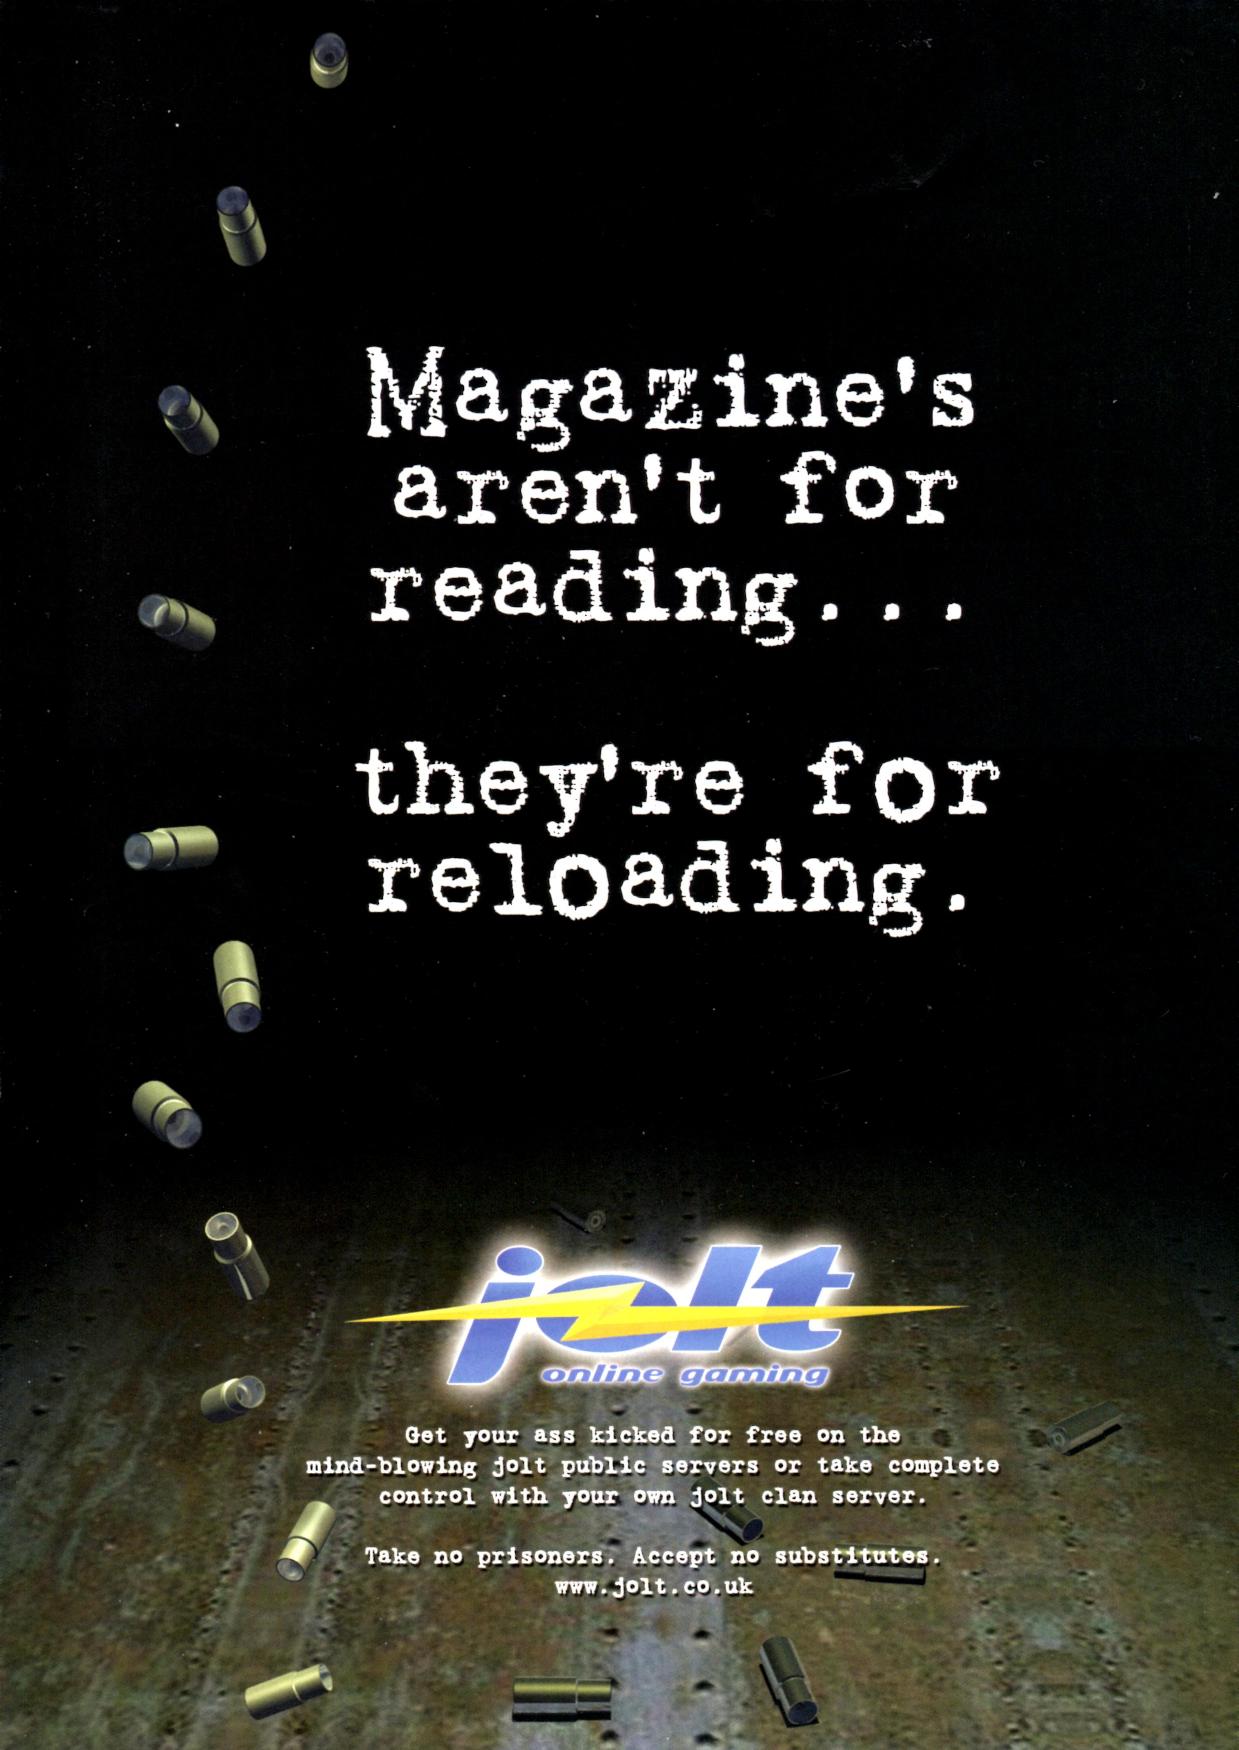 Magazine's
aren't for
reading...
they're for
reloading.
jolt
online gaming
Get your ass kicked for free on the
mind-blowing jolt public servers or take complete
control with your own jolt clan server.
Take no prisoners. Accept no substitutes.
www.jolt.co.uk